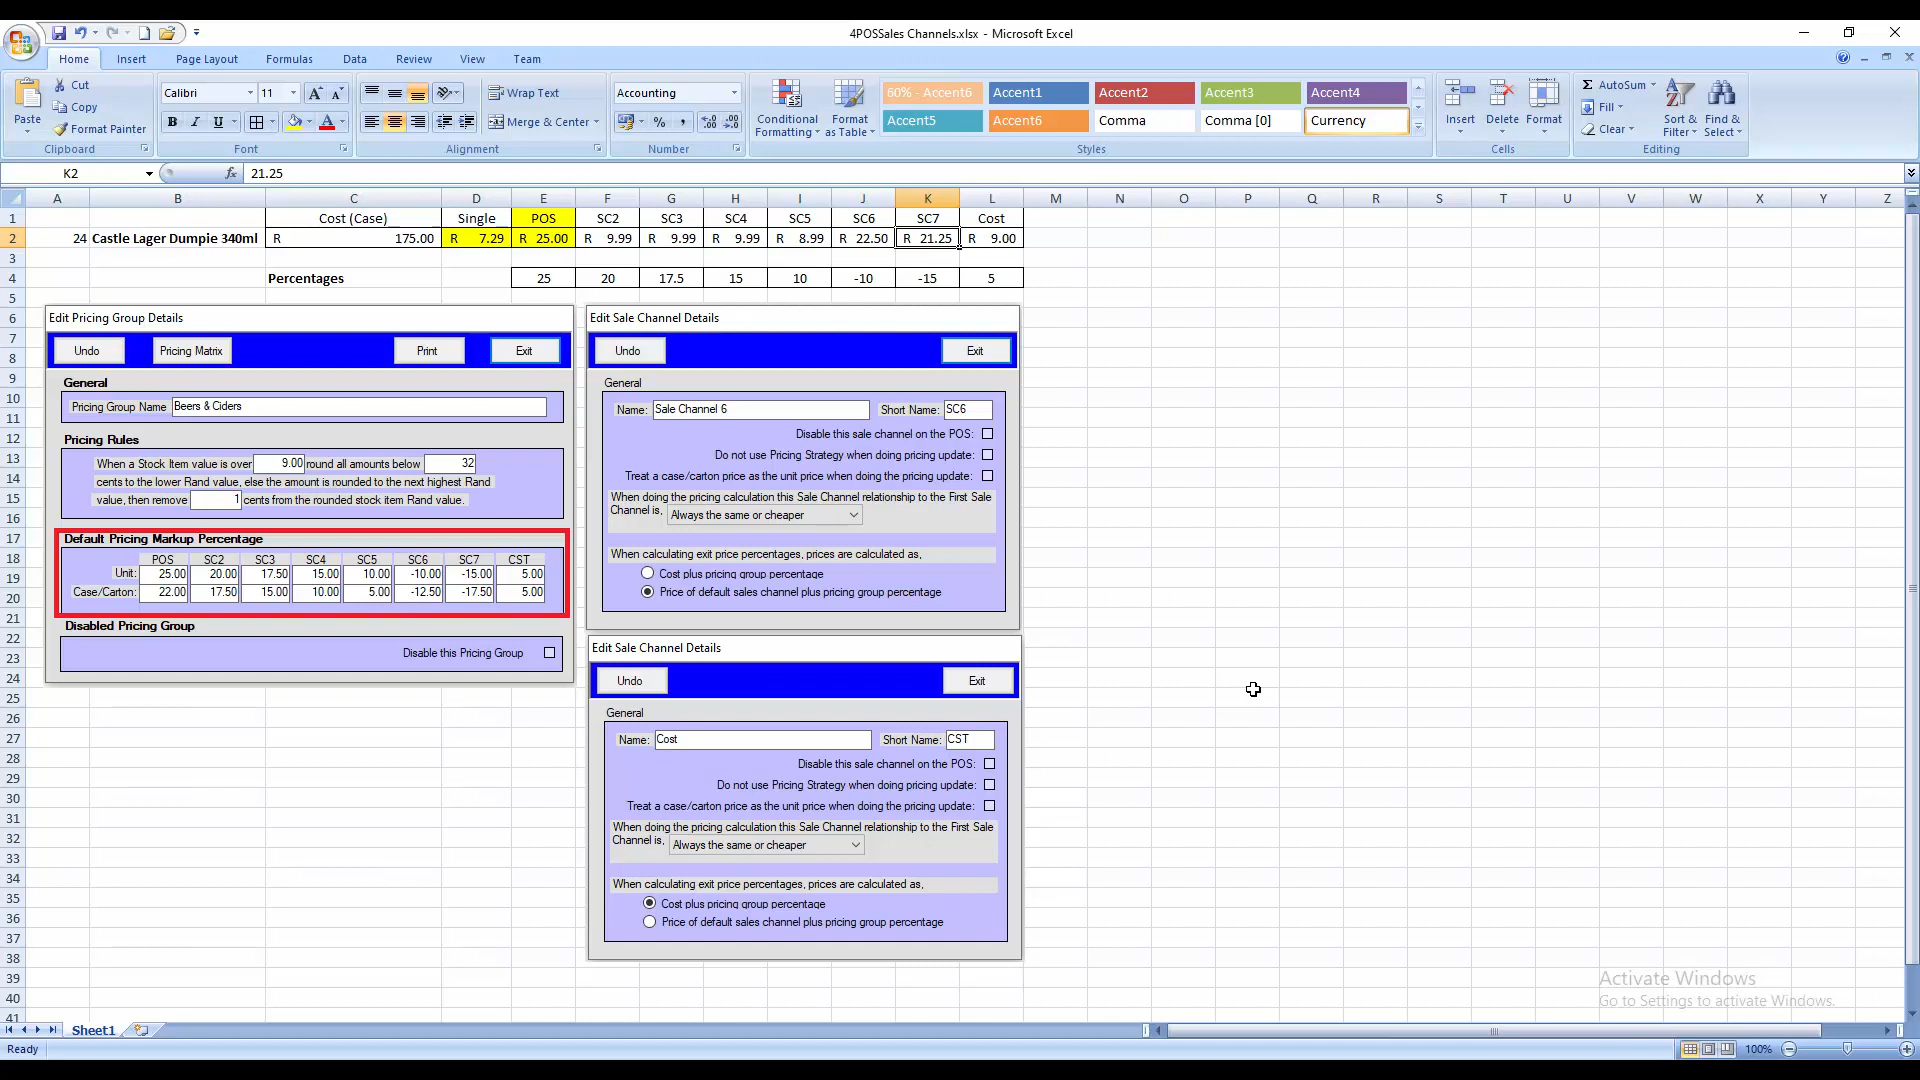 4POSSales Channels.xlsx - Microsoft Excel
Home Insert Page Layout Formulas Data Review View Team
Paste Cut Copy Format Painter Clipboard
Calibri 11 B I U A Font
Wrap Text Merge & Center Alignment
Accounting % , Number
Conditional Formatting Format as Table
60% - Accent6 Accent1 Accent2 Accent3 Accent4
Accent5 Accent6 Comma Comma [0] Currency
Styles
Insert Delete Format Cells
Σ AutoSum Fill Clear Sort & Filter Find & Select Editing
K2 fx 21.25
A B C D E F G H I J K L M N O P Q R S T U V W X Y Z
1 Cost (Case) Single POS SC2 SC3 SC4 SC5 SC6 SC7 Cost
2 24 Castle Lager Dumpie 340ml R 175.00 R 7.29 R 25.00 R 9.99 R 9.99 R 9.99 R 8.99 R 22.50 R 21.25 R 9.00
3
4 Percentages 25 20 17.5 15 10 -10 -15 5
5
6
7
8
9
10
11
12
13
14
15
16
17
18
19
20
21
22
23
24
25
26
27
28
29
30
31
32
33
34
35
36
37
38
39
40
41
Edit Pricing Group Details
Undo Pricing Matrix Print Exit
General
Pricing Group Name Beers & Ciders
Pricing Rules
When a Stock Item value is over 9.00 round all amounts below 32
cents to the lower Rand value, else the amount is rounded to the next highest Rand
value, then remove 1 cents from the rounded stock item Rand value.
Default Pricing Markup Percentage
POS SC2 SC3 SC4 SC5 SC6 SC7 CST
Unit: 25.00 20.00 17.50 15.00 10.00 -10.00 -15.00 5.00
Case/Carton: 22.00 17.50 15.00 10.00 5.00 -12.50 -17.50 5.00
Disabled Pricing Group
Disable this Pricing Group
Edit Sale Channel Details
Undo Exit
General
Name: Sale Channel 6 Short Name: SC6
Disable this sale channel on the POS:
Do not use Pricing Strategy when doing pricing update:
Treat a case/carton price as the unit price when doing the pricing update:
When doing the pricing calculation this Sale Channel relationship to the First Sale
Channel is, Always the same or cheaper
When calculating exit price percentages, prices are calculated as,
Cost plus pricing group percentage
Price of default sales channel plus pricing group percentage
Edit Sale Channel Details
Undo Exit
General
Name: Cost Short Name: CST
Disable this sale channel on the POS:
Do not use Pricing Strategy when doing pricing update:
Treat a case/carton price as the unit price when doing the pricing update:
When doing the pricing calculation this Sale Channel relationship to the First Sale
Channel is, Always the same or cheaper
When calculating exit price percentages, prices are calculated as,
Cost plus pricing group percentage
Price of default sales channel plus pricing group percentage
Activate Windows
Go to Settings to activate Windows.
Sheet1
Ready 100%